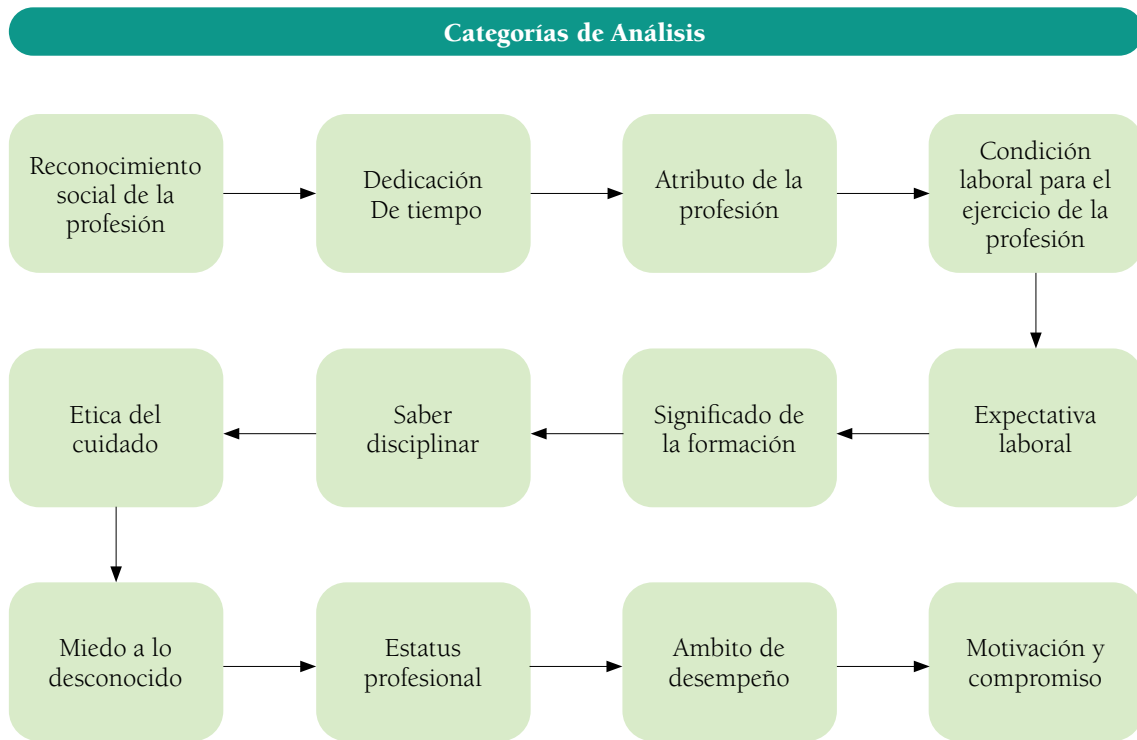 Categorías de Análisis
Reconocimiento
social de la
profesión
Dedicación
De tiempo
Atributo de la
profesión
Condición
laboral para el
ejercicio de la
profesión
Etica del
cuidado
Saber
disciplinar
Significado de
la formación
Expectativa
laboral
Miedo a lo
desconocido
Estatus
profesional
Ambito de
desempeño
Motivación y
compromiso